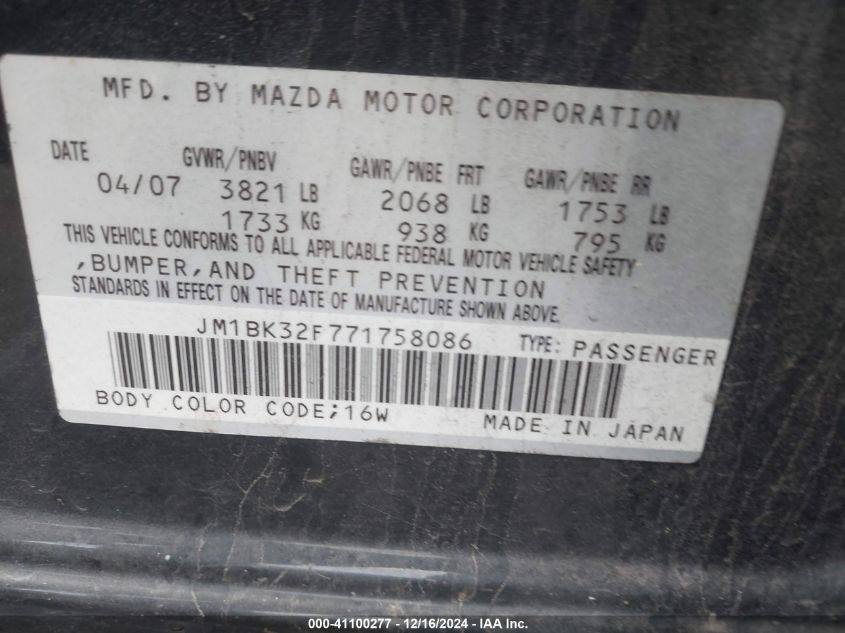 MFD. BY MAZDA MOTOR CORPORATION
DATE GVWR/PNBV GAWR/PNBE FRT GAWR/PNBE RR
04/07 3821 LB 2068 LB 1753 LB
1733 KG 938 KG 795 KG
THIS VEHICLE CONFORMS TO ALL APPLICABLE FEDERAL MOTOR VEHICLE SAFETY
,BUMPER,AND THEFT PREVENTION
STANDARDS IN EFFECT ON THE DATE OF MANUFACTURE SHOWN ABOVE.
JM1BK32F771758086 TYPE: PASSENGER
BODY COLOR CODE;16W MADE IN JAPAN
000-41100277 - 12/16/2024 - IAA Inc.